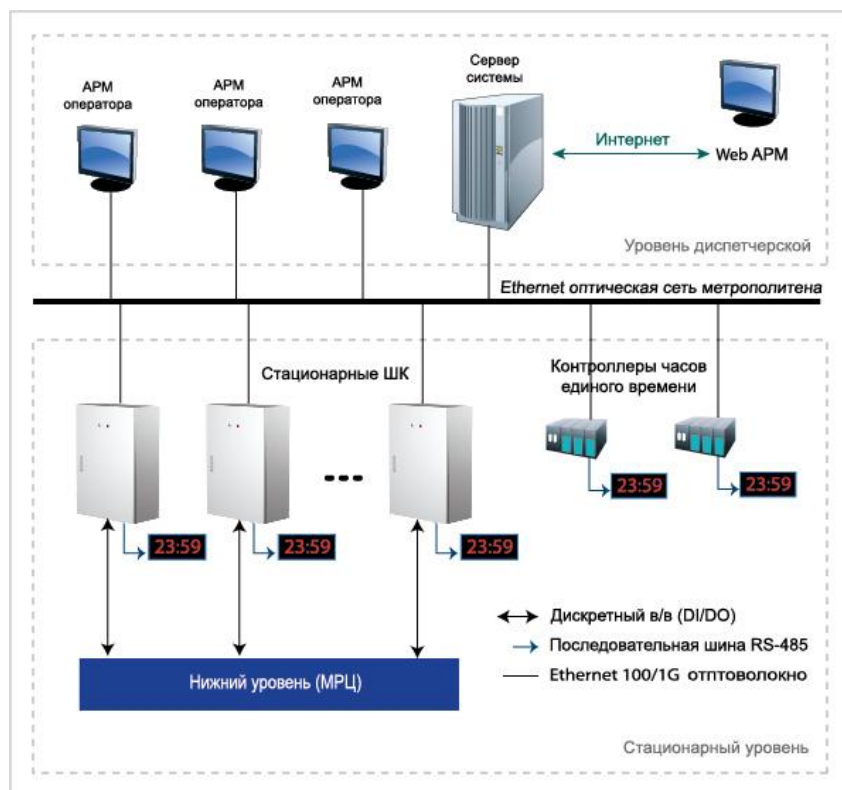 АРМ
оператора
АРМ
оператора
АРМ
оператора
Сервер
системы
Интернет
Web АРМ
Уровень диспетчерской
Ethernet оптическая сеть метрополитена
Стационарные ШК
Контроллеры часов
единого времени
23:59
23:59
23:59
23:59
23:59
Дискретный в/в (DI/DO)
Последовательная шина RS-485
Ethernet 100/1G отптоволокно
Нижний уровень (МРЦ)
Стационарный уровень